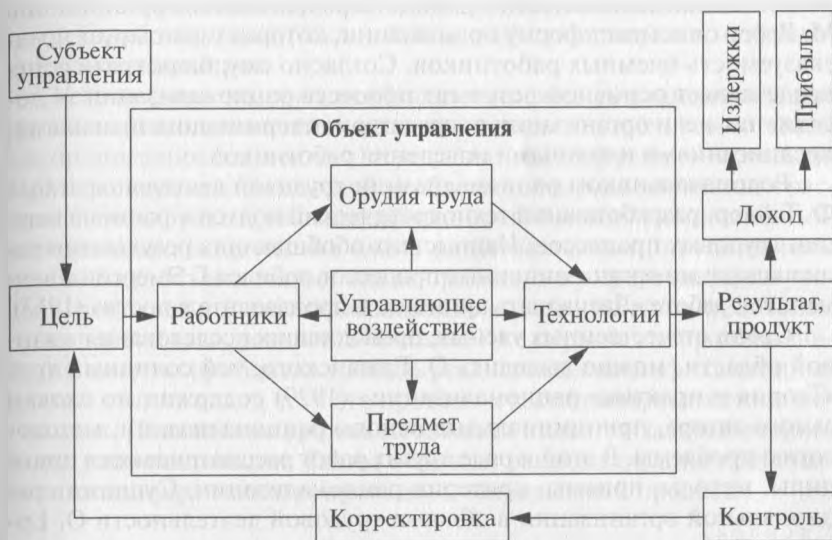 Субъект
управления
Издержки
Прибыль
Объект управления
Орудия труда
Доход
Цель
Работники
Управляющее
воздействие
Технологии
Результат,
продукт
Предмет
труда
Корректировка
Контроль